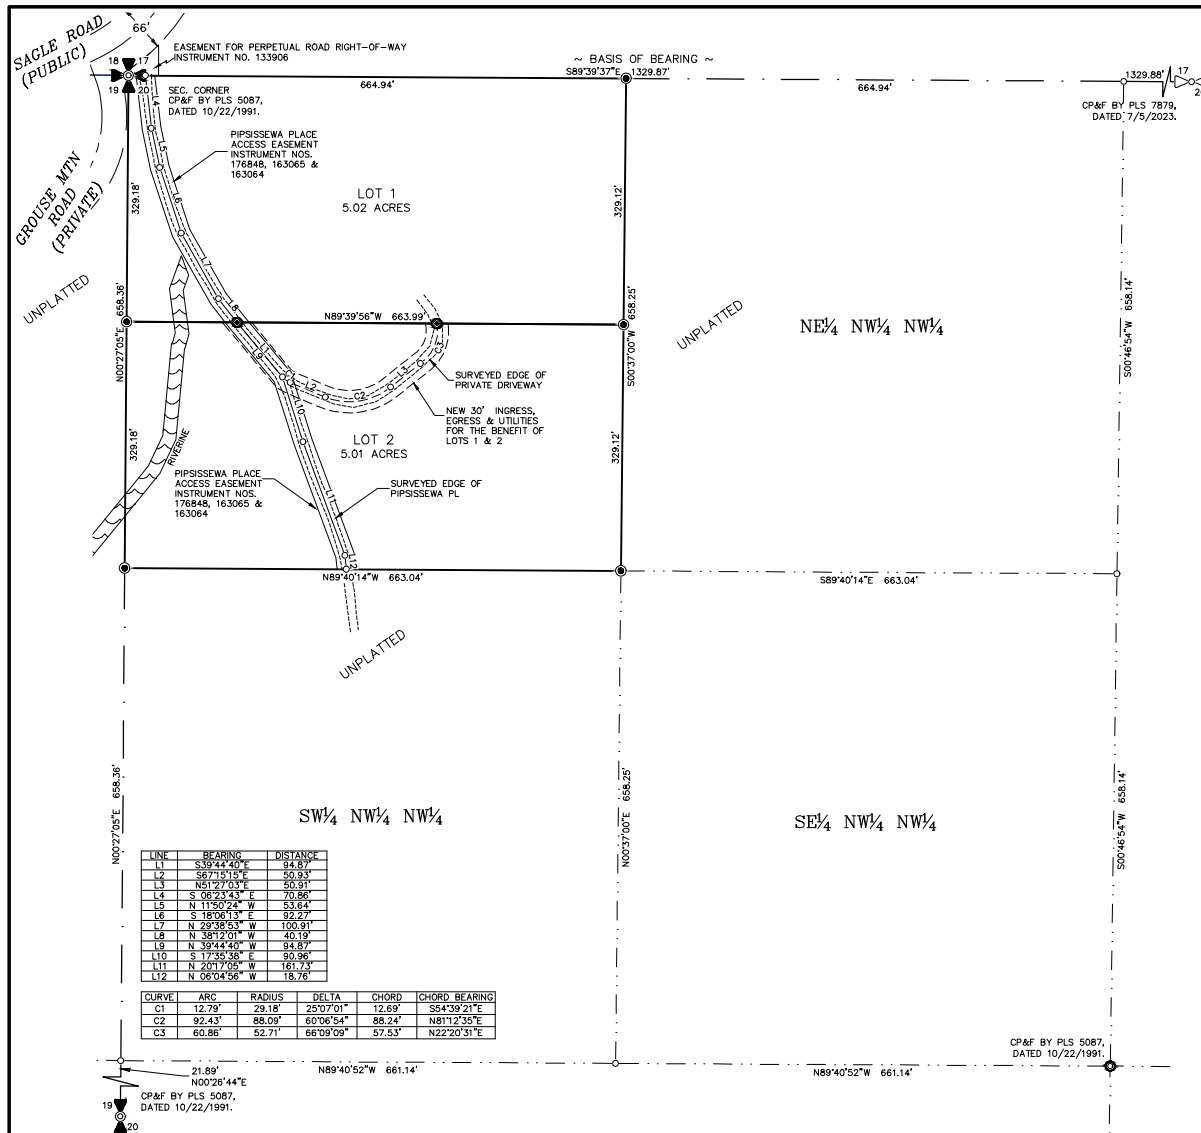 SAGLE ROAD
(PUBLIC)
66'
EASEMENT FOR PERPETUAL ROAD RIGHT-OF-WAY
INSTRUMENT NO. 133906
~ BASIS OF BEARING ~
S89°39'37"E 1329.87'
664.94'
664.94'
1329.88'
17
20
18 17
19 20
SEC. CORNER
CP&F BY PLS 5087,
DATED 10/22/1991.
CP&F BY PLS 7879,
DATED 7/5/2023.
GROUSE MTN
ROAD
(PRIVATE)
PIPSISSEWA PLACE
ACCESS EASEMENT
INSTRUMENT NOS.
176848, 163065 &
163064
L4
L5
L6
L7
L8
LOT 1
5.02 ACRES
329.18'
329.12'
UNPLATTED
N00°27'05"E 658.36'
N89°39'56"W 663.99'
S00°37'00"W 658.25'
UNPLATTED
NE¼ NW¼ NW¼
S00°46'54"W 658.14'
L1
L9
L2
C2
L3
C3
SURVEYED EDGE OF
PRIVATE DRIVEWAY
NEW 30' INGRESS,
EGRESS & UTILITIES
FOR THE BENEFIT OF
LOTS 1 & 2
L10
LOT 2
5.01 ACRES
329.18'
329.12'
RIVERINE
PIPSISSEWA PLACE
ACCESS EASEMENT
INSTRUMENT NOS.
176848, 163065 &
163064
SURVEYED EDGE OF
PIPSISSEWA PL
L11
L12
N89°40'14"W 663.04'
S89°40'14"E 663.04'
UNPLATTED
N00°27'05"E 658.36'
N00°37'00"E 658.25'
S00°46'54"W 658.14'
SW¼ NW¼ NW¼
SE¼ NW¼ NW¼
LINE BEARING DISTANCE
L1 S39°44'40"E 94.87'
L2 S67°15'15"E 50.93'
L3 N51°27'03"E 50.91'
L4 S 06°23'43" E 70.86'
L5 N 11°50'24" W 53.64'
L6 S 18°06'13" E 92.27'
L7 N 29°38'53" W 100.91'
L8 N 38°12'01" W 40.19'
L9 N 39°44'40" W 94.87'
L10 S 17°35'38" E 90.96'
L11 N 20°17'05" W 161.73'
L12 N 06°04'56" W 18.76'
CURVE ARC RADIUS DELTA CHORD CHORD BEARING
C1 12.79' 29.18' 25°07'01" 12.69' S54°39'21"E
C2 92.43' 88.09' 60°06'54" 88.24' N81°12'35"E
C3 60.86' 52.71' 66°09'09" 57.53' N22°20'31"E
21.89'
N00°26'44"E
N89°40'52"W 661.14'
N89°40'52"W 661.14'
CP&F BY PLS 5087,
DATED 10/22/1991.
CP&F BY PLS 5087,
DATED 10/22/1991.
19
20